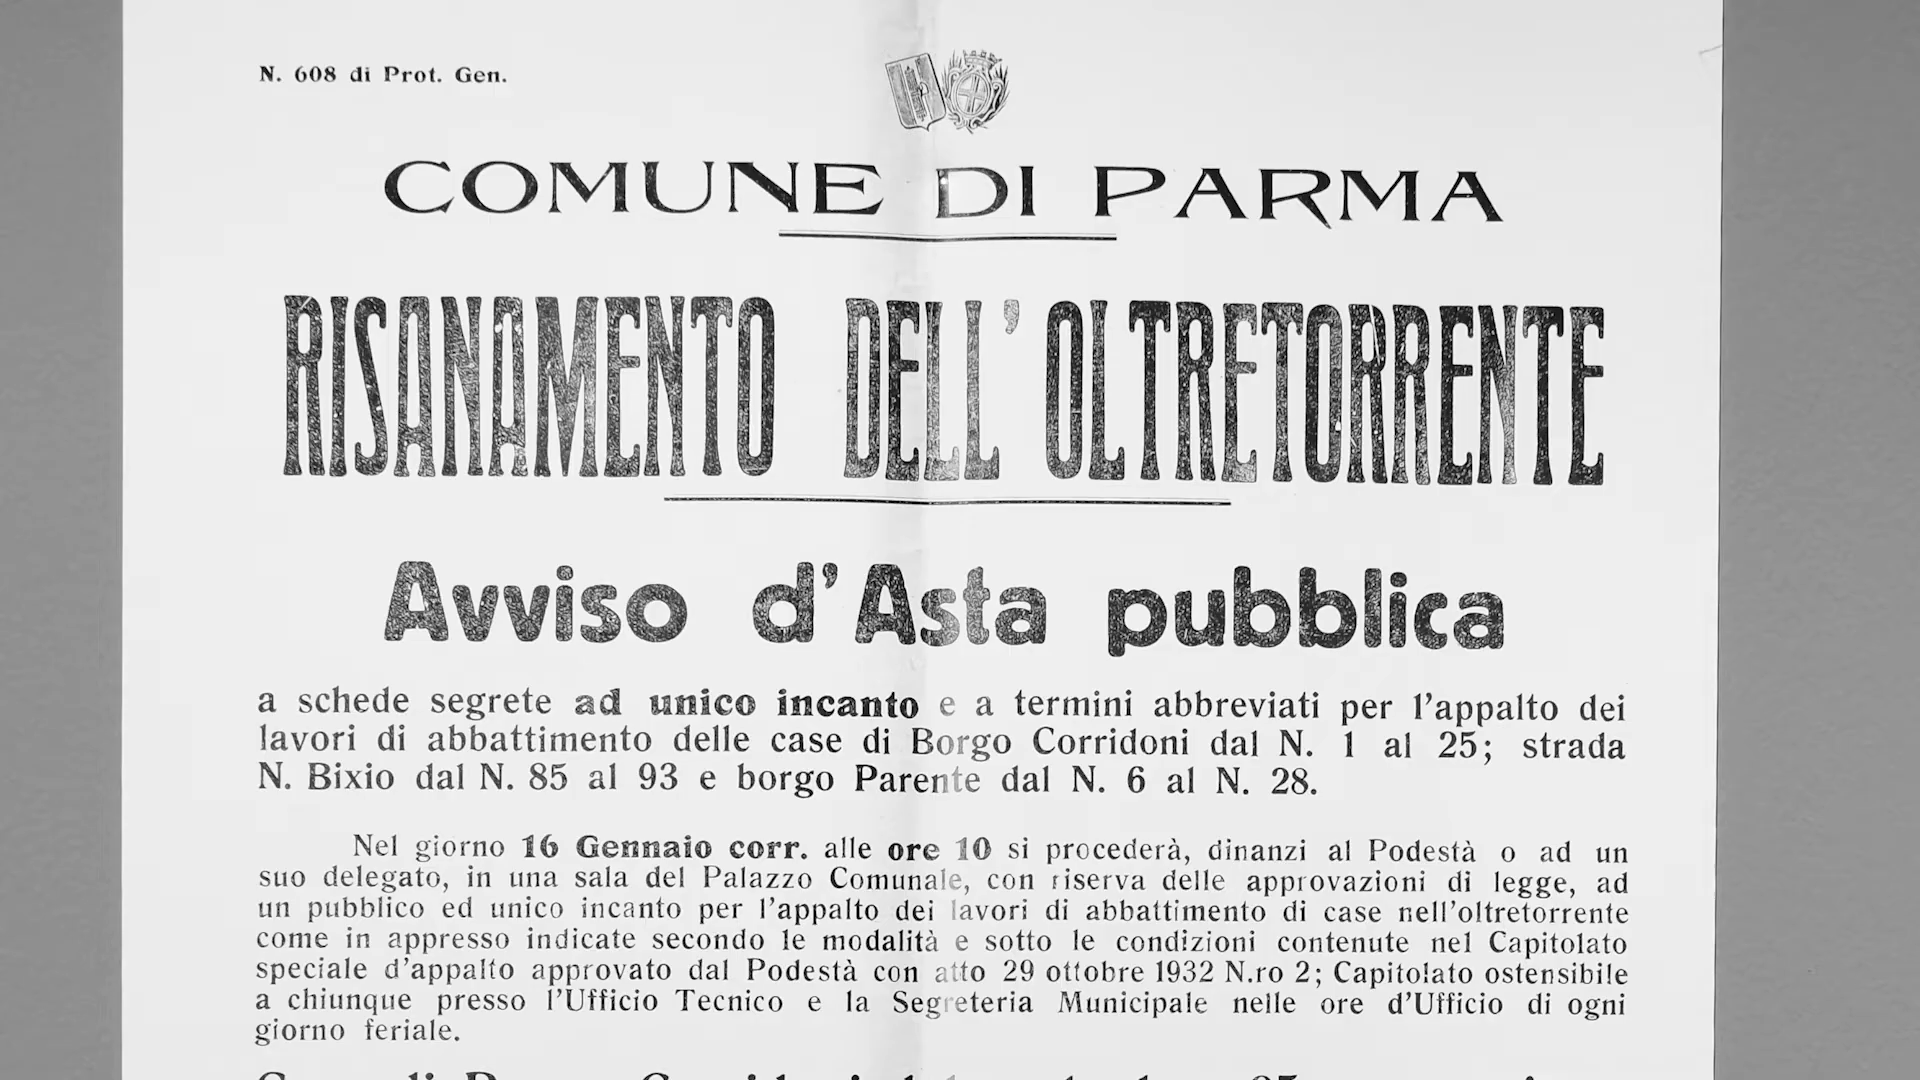 N. 608 di Prot. Gen.
COMUNE DI PARMA
RISANAMENTO DELL'OLTRETORRENTE
Avviso d'Asta pubblica
a schede segrete ad unico incanto e a termini abbreviati per l'appalto dei
lavori di abbattimento delle case di Borgo Corridoni dal N. 1 al 25; strada
N. Bixio dal N. 85 al 93 e borgo Parente dal N. 6 al N. 28.
Nel giorno 16 Gennaio corr. alle ore 10 si procederà, dinanzi al Podestà o ad un
suo delegato, in una sala del Palazzo Comunale, con riserva delle approvazioni di legge, ad
un pubblico ed unico incanto per l'appalto dei lavori di abbattimento di case nell'oltretorrente
come in appresso indicate secondo le modalità e sotto le condizioni contenute nel Capitolato
speciale d'appalto approvato dal Podestà con atto 29 ottobre 1932 N.ro 2; Capitolato ostensibile
a chiunque presso l'Ufficio Tecnico e la Segreteria Municipale nelle ore d'Ufficio di ogni
giorno feriale.